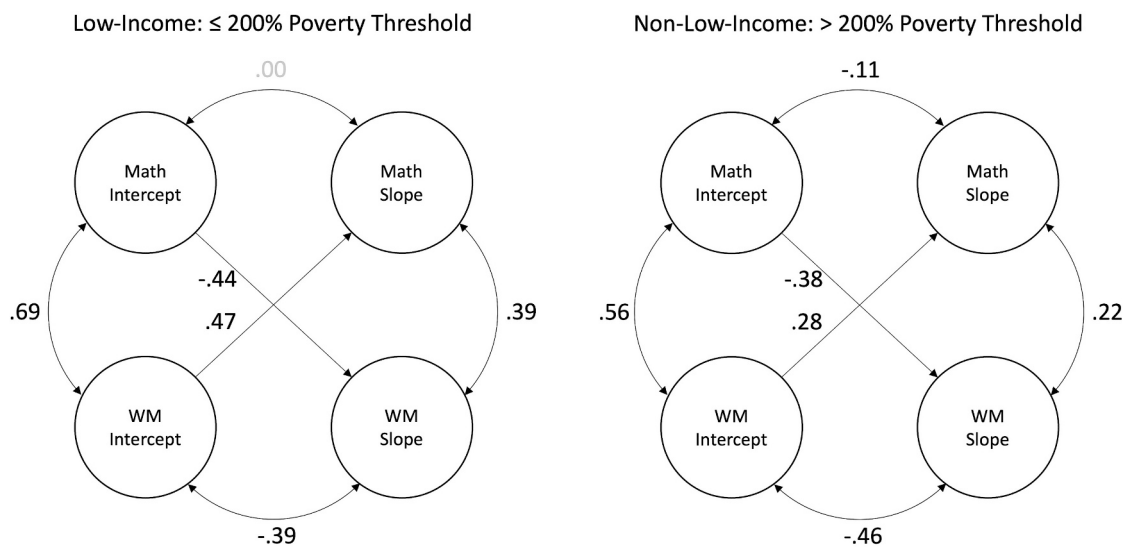 Low-Income: ≤ 200% Poverty Threshold
.00
Math
Intercept
Math
Slope
-.44
.69
.39
.47
WM
Intercept
WM
Slope
-.39
Non-Low-Income: > 200% Poverty Threshold
-.11
Math
Intercept
Math
Slope
-.38
.56
.22
.28
WM
Intercept
WM
Slope
-.46